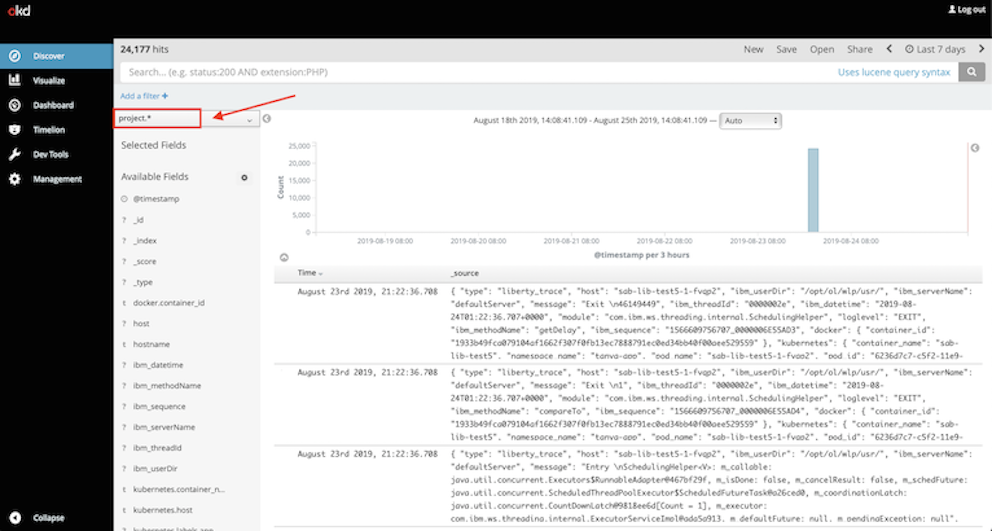 okd
Log out
Discover
Visualize
Dashboard
Timelion
Dev Tools
Management
Collapse
24,177 hits
New Save Open Share Last 7 days
Search... (e.g. status:200 AND extension:PHP)
Uses lucene query syntax
Add a filter +
project.*
Selected Fields
Available Fields
@timestamp
? _id
? _index
? _score
? _type
t docker.container_id
? host
t hostname
? ibm_datetime
? ibm_methodName
? ibm_sequence
? ibm_serverName
? ibm_threadId
? ibm_userDir
t kubernetes.container_n...
t kubernetes.host
kubernetes.labels.app
August 18th 2019, 14:08:41.109 - August 25th 2019, 14:08:41.109 —
Auto
Count
25,000
20,000
15,000
10,000
5,000
0
2019-08-19 08:00
2019-08-20 08:00
2019-08-21 08:00
2019-08-22 08:00
2019-08-23 08:00
2019-08-24 08:00
@timestamp per 3 hours
Time
_source
August 23rd 2019, 21:22:36.708
{ "type": "liberty_trace", "host": "sab-lib-test5-1-fvap2", "ibm_userDir": "/opt/ol/wlp/usr/", "ibm_serverName":
"defaultServer", "message": "Exit \n46149449", "ibm_threadId": "0000002e", "ibm_datetime": "2019-08-
24T01:22:36.707+0000", "module": "com.ibm.ws.threading.internal.SchedulingHelper", "loglevel": "EXIT",
"ibm_methodName": "getDelay", "ibm_sequence": "1566609756707_0000006E55AD3", "docker": { "container_id":
"1933b49fca079104af1662f307f0fb13ec7888791ec0ed34bb40f00aee529559" }, "kubernetes": { "container_name": "sab-
lib-test5", "namespace_name": "tanya-app", "pod_name": "sab-lib-test5-1-fvap2", "pod_id": "6236d7c7-c5f2-11e9-
August 23rd 2019, 21:22:36.708
{ "type": "liberty_trace", "host": "sab-lib-test5-1-fvap2", "ibm_userDir": "/opt/ol/wlp/usr/", "ibm_serverName":
"defaultServer", "message": "Exit \n1", "ibm_threadId": "0000002e", "ibm_datetime": "2019-08-
24T01:22:36.707+0000", "module": "com.ibm.ws.threading.internal.SchedulingHelper", "loglevel": "EXIT",
"ibm_methodName": "compareTo", "ibm_sequence": "1566609756707_0000006E55AD4", "docker": { "container_id":
"1933b49fca079104af1662f307f0fb13ec7888791ec0ed34bb40f00aee529559" }, "kubernetes": { "container_name": "sab-
lib-test5", "namespace_name": "tanya-app", "pod_name": "sab-lib-test5-1-fvap2", "pod_id": "6236d7c7-c5f2-11e9-
August 23rd 2019, 21:22:36.708
{ "type": "liberty_trace", "host": "sab-lib-test5-1-fvap2", "ibm_userDir": "/opt/ol/wlp/usr/", "ibm_serverName":
"defaultServer", "message": "Entry \nSchedulingHelper<V>: m_callable:
java.util.concurrent.Executors$RunnableAdapter@467bf29f, m_isDone: false, m_cancelResult: false, m_schedFuture:
java.util.concurrent.ScheduledThreadPoolExecutor$ScheduledFutureTask@a26ced0, m_coordinationLatch:
java.util.concurrent.CountDownLatch@9818ee6d[Count = 1], m_executor:
com.ibm.ws.threading.internal.ExecutorServiceImpl@ada5a913, m_defaultFuture: null, m_pendingException: null",